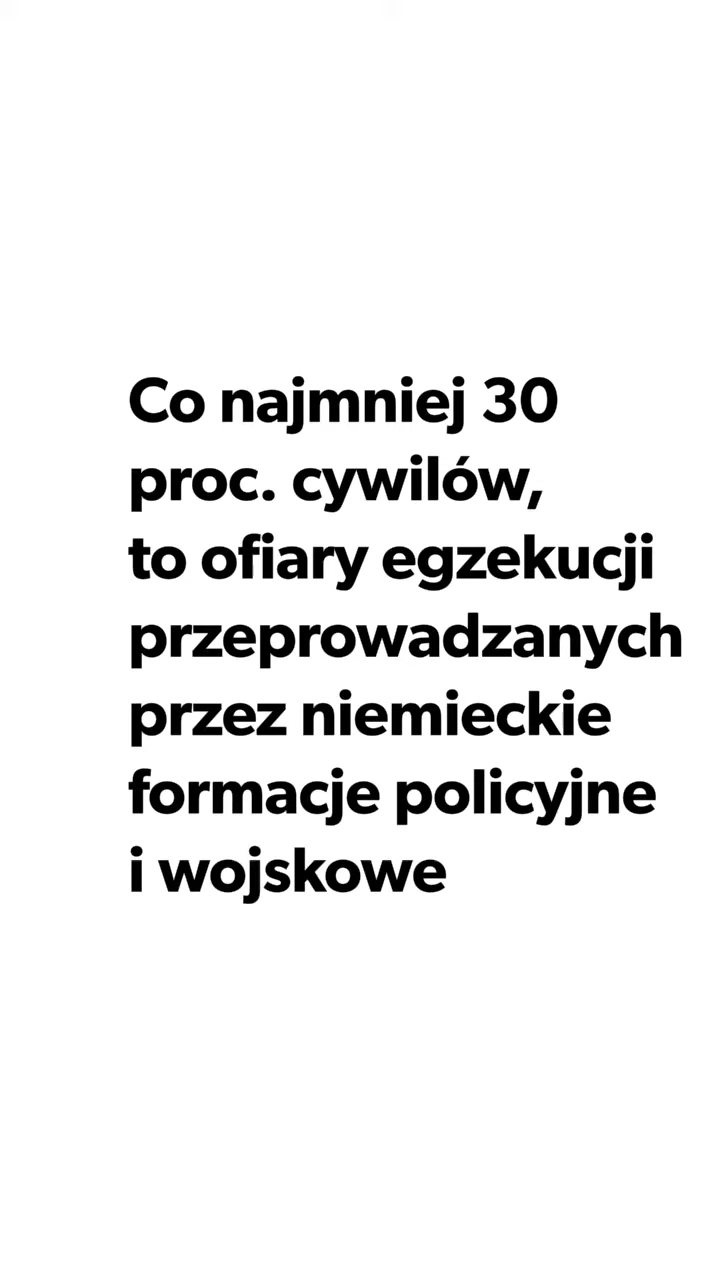 Co najmniej 30
proc. cywilów,
to ofiary egzekucji
przeprowadzanych
przez niemieckie
formacje policyjne
i wojskowe